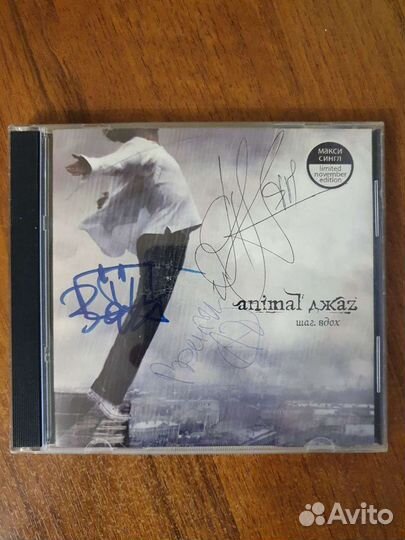 макси
сингл
limited
november
edition
animal джаz
шаг. вдох
Avito